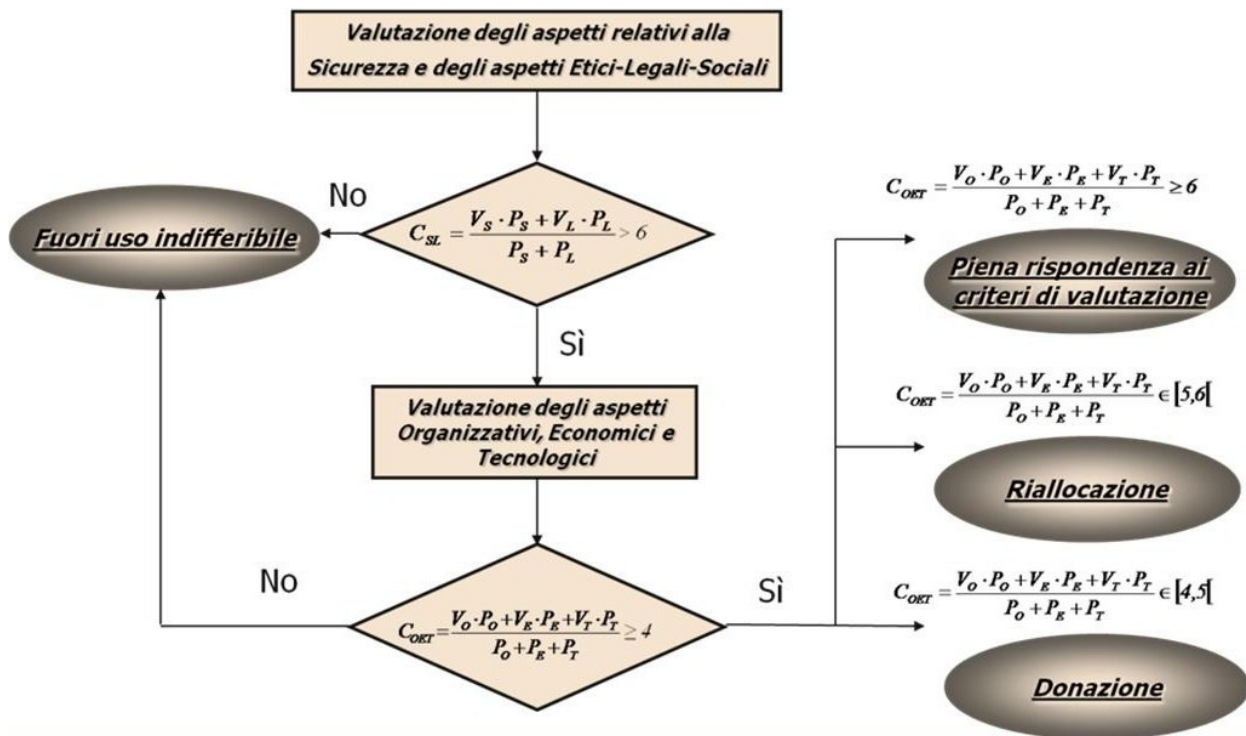 Valutazione degli aspetti relativi alla
Sicurezza e degli aspetti Etici-Legali-Sociali
No
Fuori uso indifferibile
C_SL = (V_S · P_S + V_L · P_L) / (P_S + P_L) > 6
Sì
Valutazione degli aspetti
Organizzativi, Economici e
Tecnologici
No
C_OET = (V_O · P_O + V_E · P_E + V_T · P_T) / (P_O + P_E + P_T) ≥ 4
Sì
C_OET = (V_O · P_O + V_E · P_E + V_T · P_T) / (P_O + P_E + P_T) ≥ 6
Piena rispondenza ai
criteri di valutazione
C_OET = (V_O · P_O + V_E · P_E + V_T · P_T) / (P_O + P_E + P_T) ∈ [5,6[
Riallocazione
C_OET = (V_O · P_O + V_E · P_E + V_T · P_T) / (P_O + P_E + P_T) ∈ [4,5[
Donazione